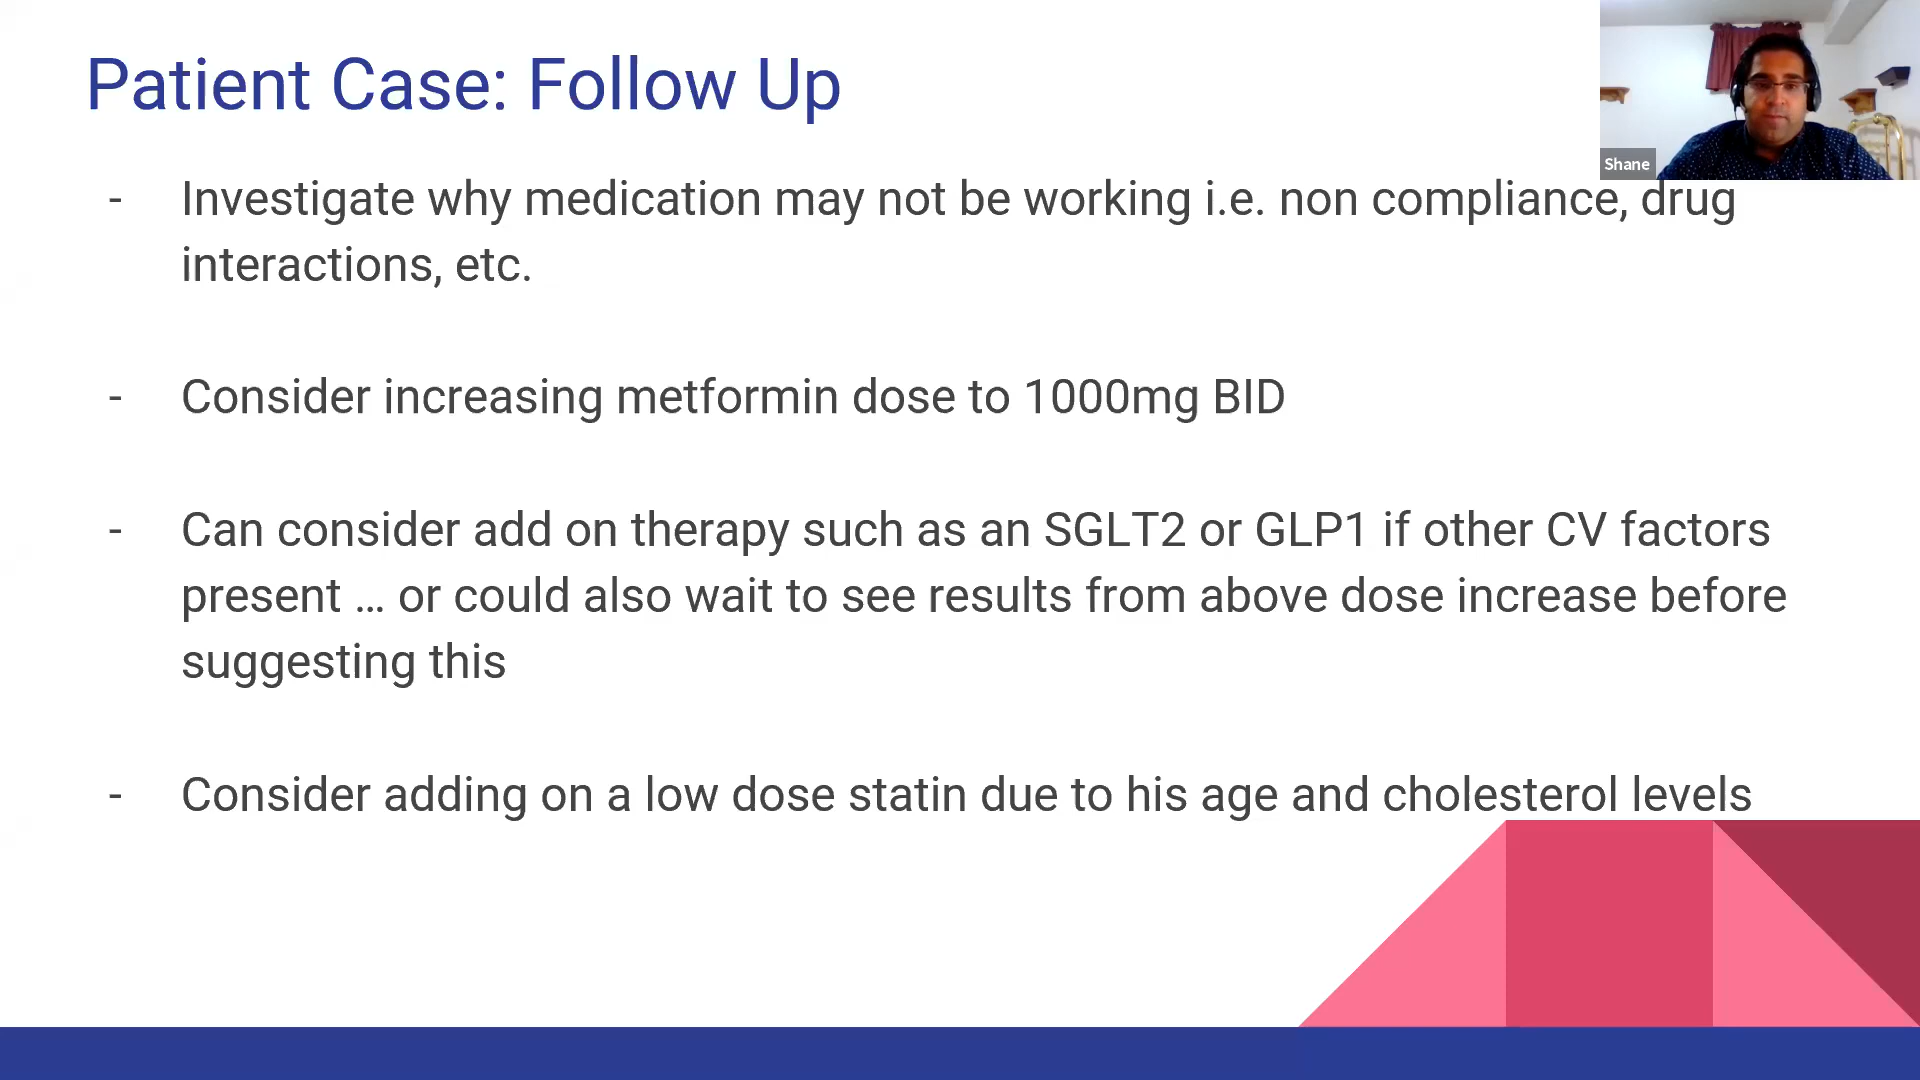 Patient Case: Follow Up
Shane
- Investigate why medication may not be working i.e. non compliance, drug
interactions, etc.
- Consider increasing metformin dose to 1000mg BID
- Can consider add on therapy such as an SGLT2 or GLP1 if other CV factors
present ... or could also wait to see results from above dose increase before
suggesting this
- Consider adding on a low dose statin due to his age and cholesterol levels